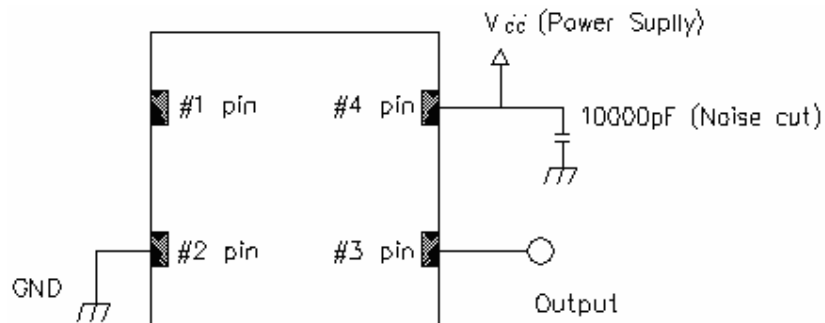 Vcc (Power Suplly)
#1 pin
#4 pin
10000pF (Noise cut)
#2 pin
#3 pin
GND
Output